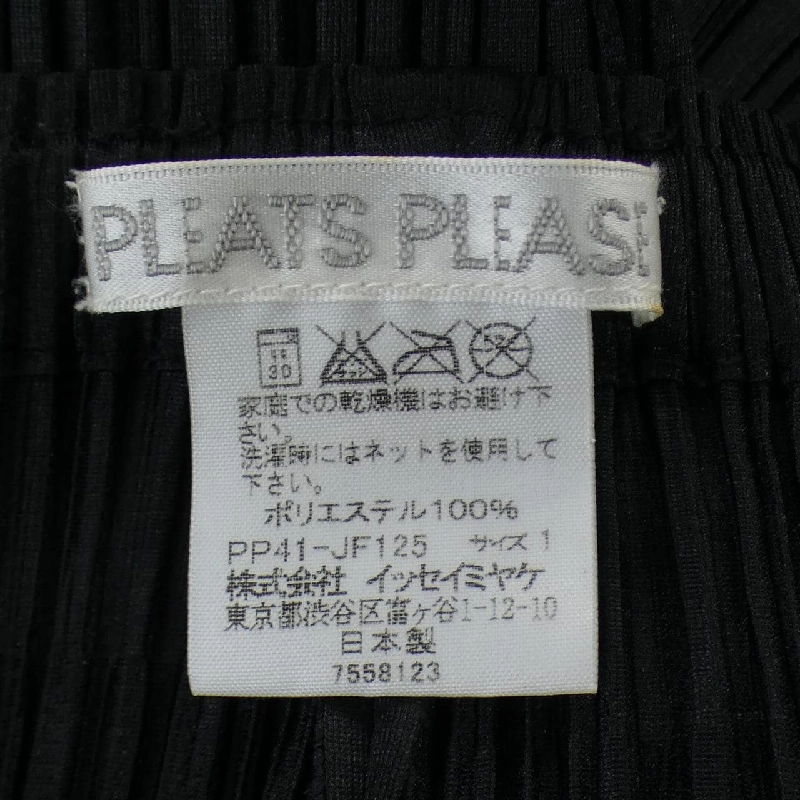 PLEATS PLEASE
30
家庭での乾燥機はお避け下
さい。
洗濯時にはネットを使用して
下さい。
ポリエステル100%
PP41-JF125 サイズ 1
株式会社 イッセイミヤケ
東京都渋谷区富ヶ谷1-12-10
日本製
7558123